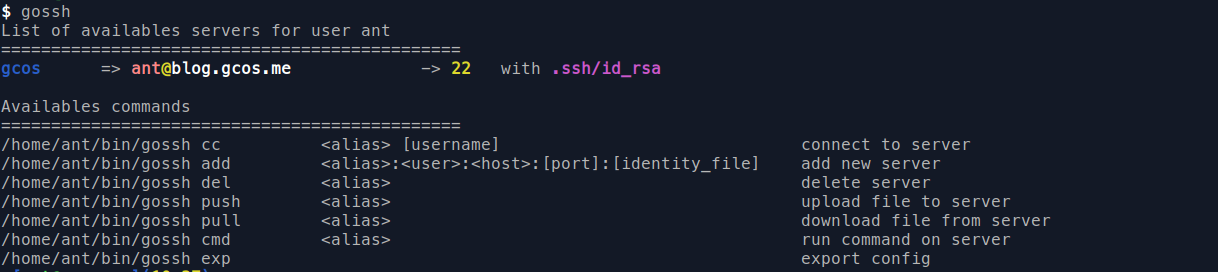 $ gossh
List of availables servers for user ant
==============================================
gcos      => ant@blog.gcos.me             -> 22   with .ssh/id_rsa
Availables commands
==============================================
/home/ant/bin/gossh cc          <alias> [username]                              connect to server
/home/ant/bin/gossh add         <alias>:<user>:<host>:[port]:[identity_file]    add new server
/home/ant/bin/gossh del         <alias>                                         delete server
/home/ant/bin/gossh push        <alias>                                         upload file to server
/home/ant/bin/gossh pull        <alias>                                         download file from server
/home/ant/bin/gossh cmd         <alias>                                         run command on server
/home/ant/bin/gossh exp                                                         export config